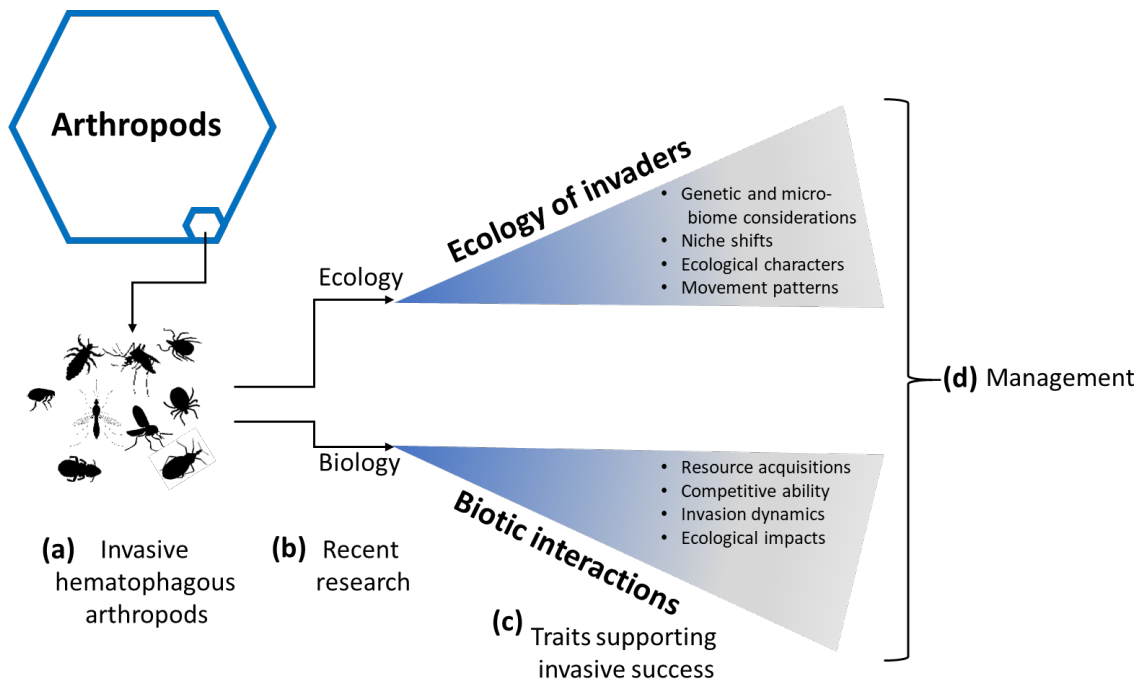 Arthropods
Ecology of invaders
• Genetic and micro-
biome considerations
• Niche shifts
• Ecological characters
• Movement patterns
Ecology
(d) Management
Biology
• Resource acquisitions
• Competitive ability
• Invasion dynamics
• Ecological impacts
Biotic interactions
(a) Invasive
hematophagous
arthropods
(b) Recent
research
(c) Traits supporting
invasive success